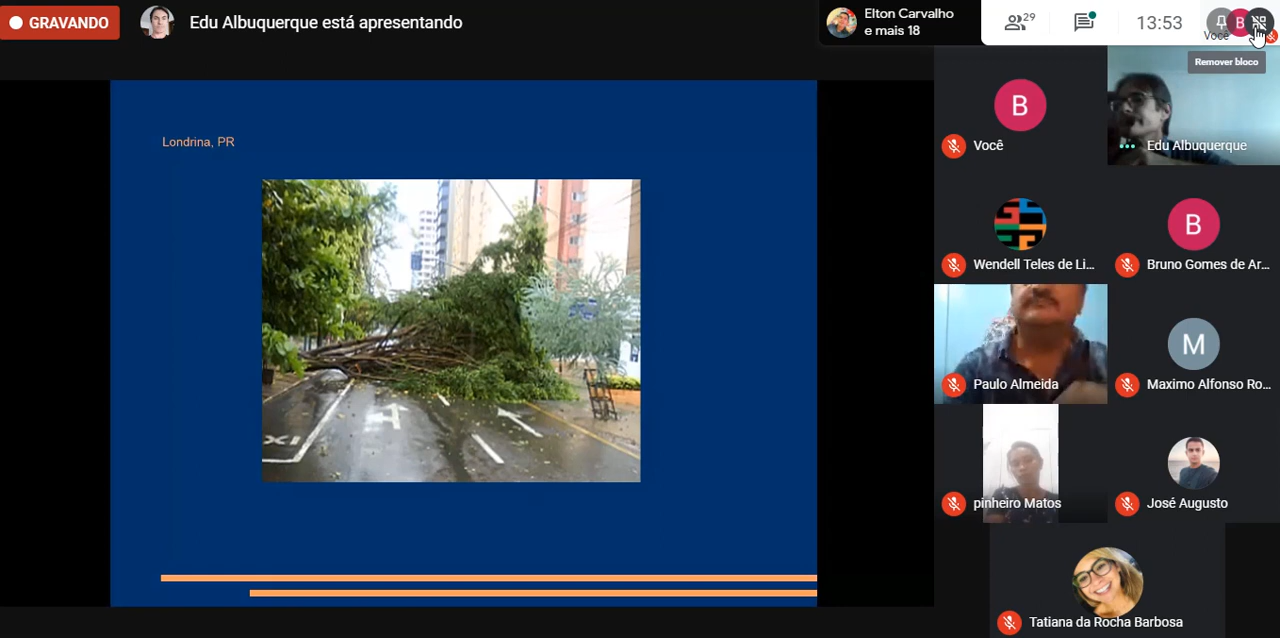 GRAVANDO
Edu Albuquerque está apresentando
Elton Carvalho
e mais 18
29
13:53
B
Você
Remover bloco
Londrina, PR
B
Você
Edu Albuquerque
Wendell Teles de Li...
B
Bruno Gomes de Ar...
Paulo Almeida
M
Maximo Alfonso Ro...
pinheiro Matos
José Augusto
Tatiana da Rocha Barbosa
XI